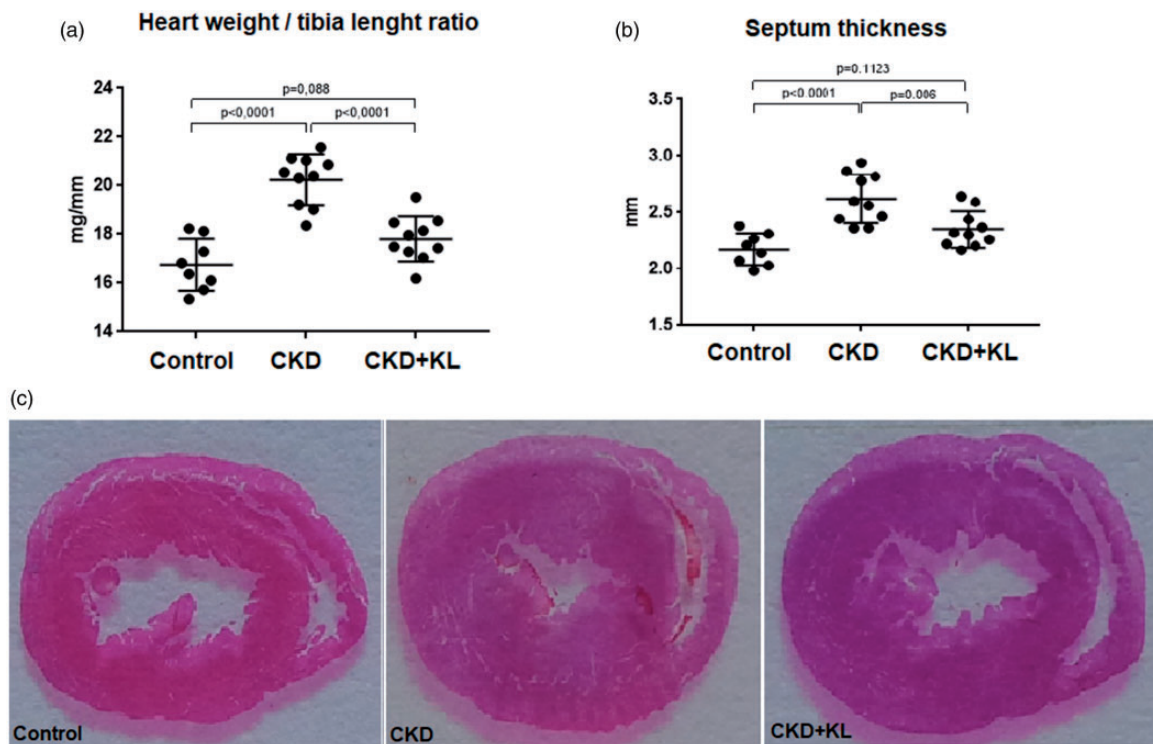 (a)
Heart weight / tibia lenght ratio
p=0,088
p<0,0001
p<0,0001
24
22
20
18
16
14
mg/mm
Control
CKD
CKD+KL
(b)
Septum thickness
p=0.1123
p<0.0001
p=0.006
3.5
3.0
2.5
2.0
1.5
mm
Control
CKD
CKD+KL
(c)
Control
CKD
CKD+KL